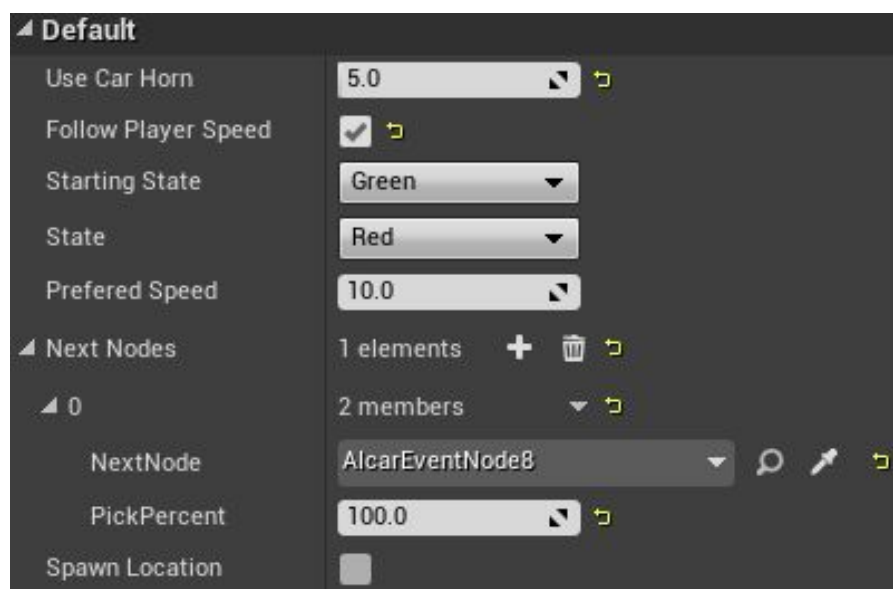 Default
Use Car Horn 5.0
Follow Player Speed
Starting State Green
State Red
Prefered Speed 10.0
Next Nodes 1 elements
0 2 members
NextNode AIcarEventNode8
PickPercent 100.0
Spawn Location